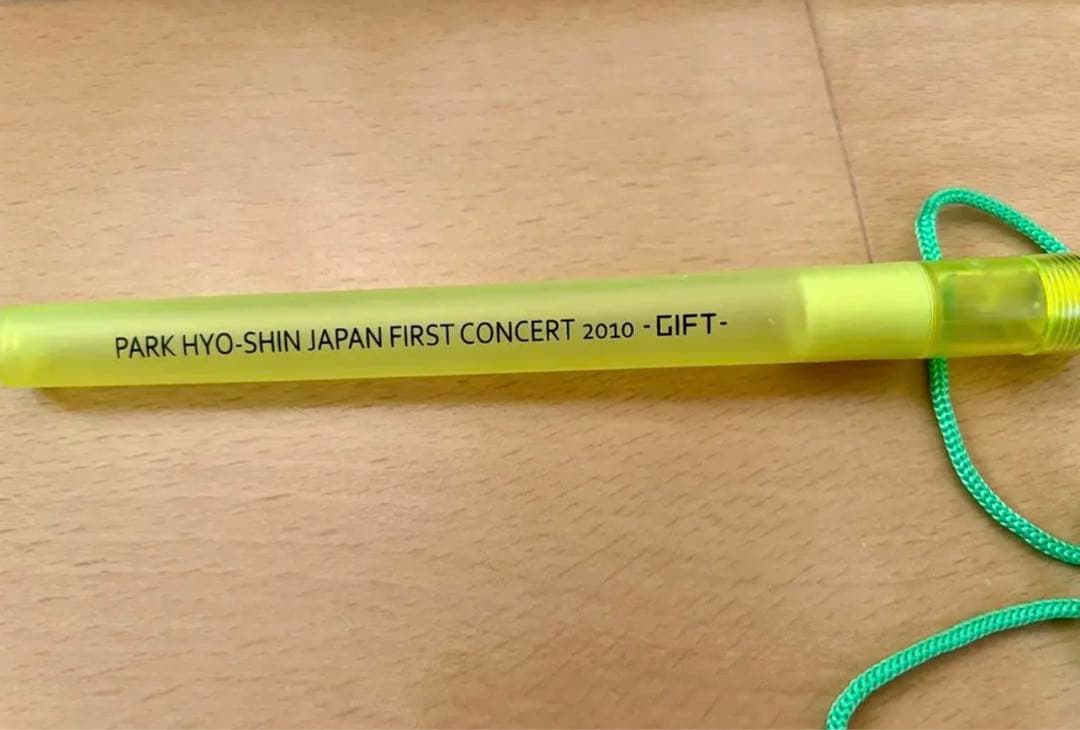 PARK HYO-SHIN JAPAN FIRST CONCERT 2010 -GIFT-